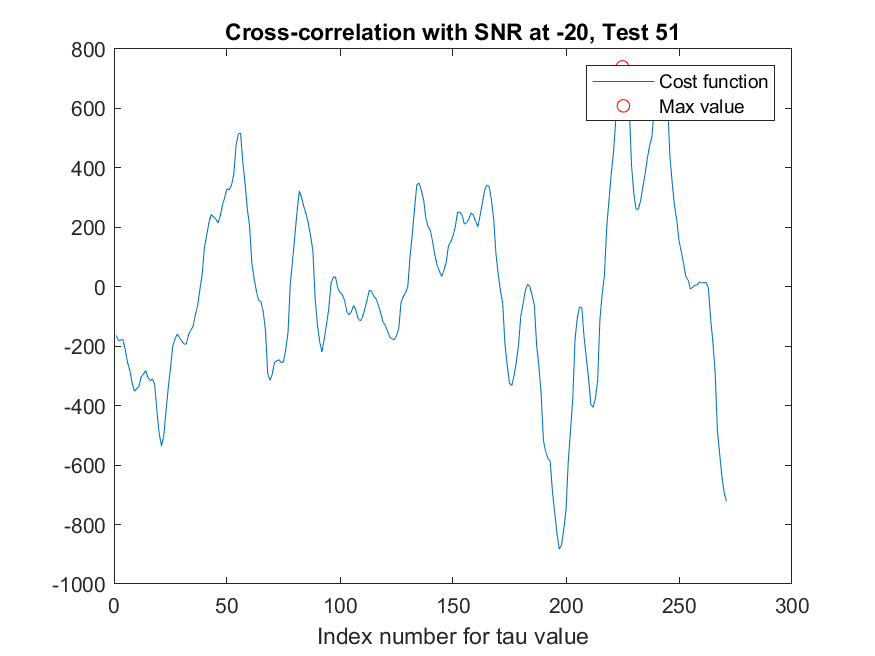 Cross-correlation with SNR at -20, Test 51
800
600
400
200
0
-200
-400
-600
-800
-1000
Cost function
Max value
0 50 100 150 200 250 300
Index number for tau value